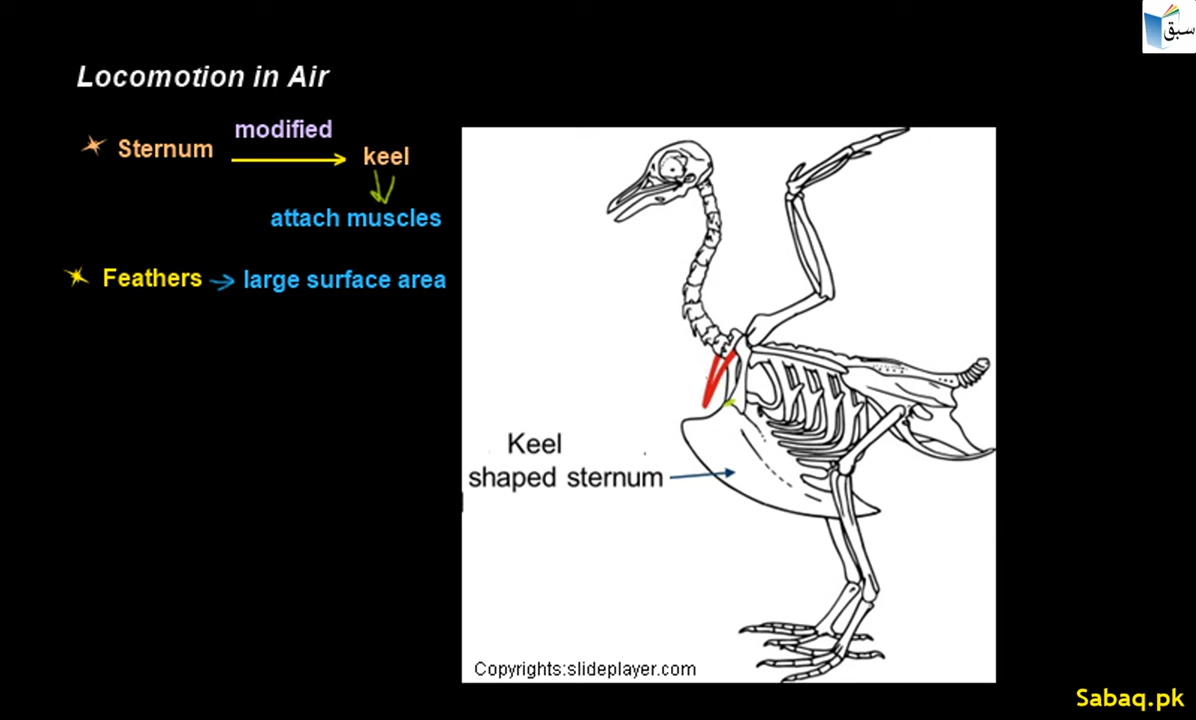 سبق
Locomotion in Air
modified
Sternum
keel
attach muscles
Feathers
large surface area
Keel
shaped sternum
Copyrights:slideplayer.com
Sabaq.pk